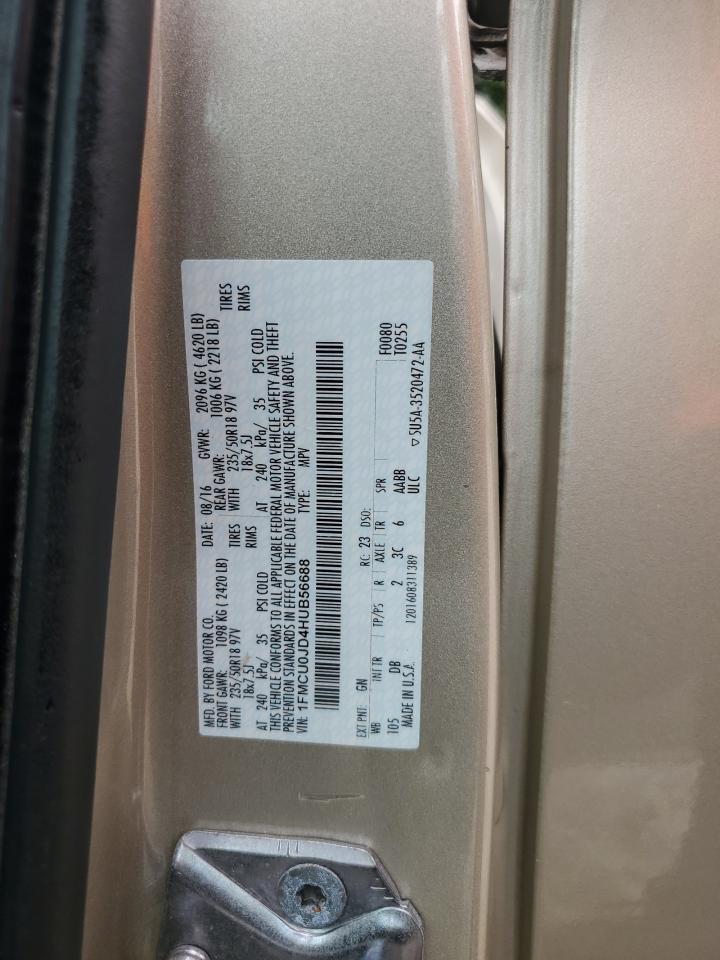 MFD. BY FORD MOTOR CO. DATE: 08/16 GVWR: 2096 KG ( 4620 LB)
FRONT GAWR: 1098 KG ( 2420 LB) REAR GAWR: 1006 KG ( 2218 LB)
WITH 235/50R18 97V TIRES WITH 235/50R18 97V TIRES
18x7.5J RIMS 18x7.5J RIMS
AT 240 kPa/ 35 PSI COLD AT 240 kPa/ 35 PSI COLD
THIS VEHICLE CONFORMS TO ALL APPLICABLE FEDERAL MOTOR VEHICLE SAFETY AND THEFT
PREVENTION STANDARDS IN EFFECT ON THE DATE OF MANUFACTURE SHOWN ABOVE.
VIN: 1FMCU0JD4HUB56688 TYPE: MPV
EXT PNT: GN RC: 23 DSO: F0080
WB INT TR TP/PS R AXLE TR SPR T0255
105 DB 2 3C 6 AABB
MADE IN U.S.A. 1201608311389 ULC ▽ SU5A-3520472-AA